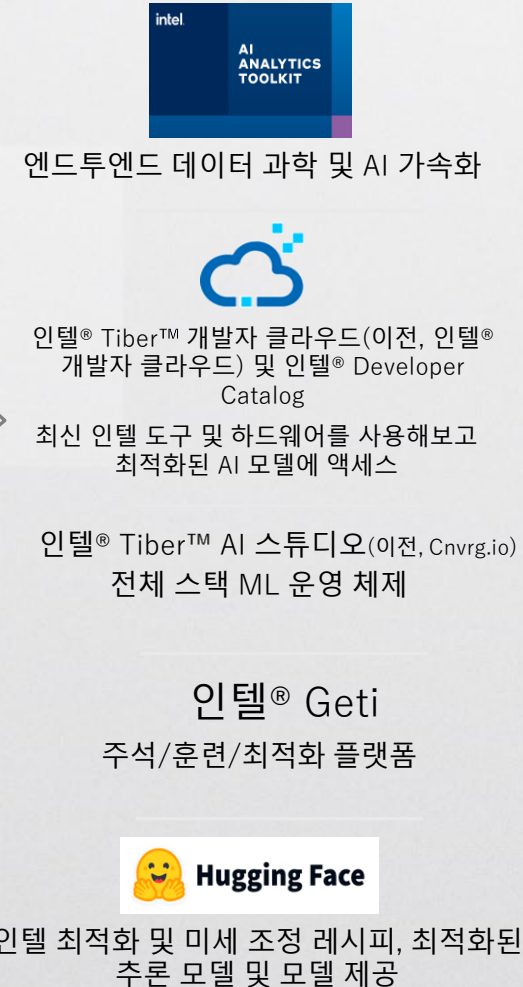 intel.
AI
ANALYTICS
TOOLKIT
엔드투엔드 데이터 과학 및 AI 가속화
인텔® Tiber™ 개발자 클라우드(이전, 인텔®
개발자 클라우드) 및 인텔® Developer
Catalog
최신 인텔 도구 및 하드웨어를 사용해보고
최적화된 AI 모델에 액세스
인텔® Tiber™ AI 스튜디오(이전, Cnvrg.io)
전체 스택 ML 운영 체제
인텔® Geti
주석/훈련/최적화 플랫폼
Hugging Face
인텔 최적화 및 미세 조정 레시피, 최적화된
추론 모델 및 모델 제공